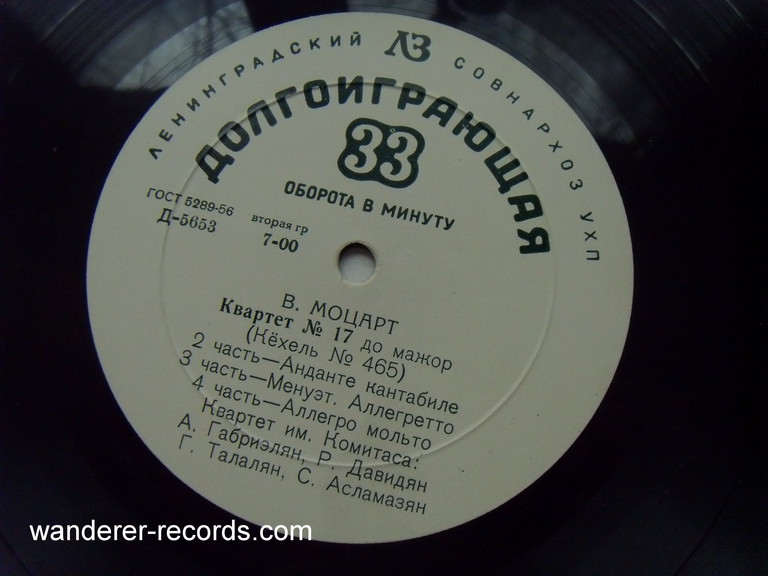 ЛЕНИНГРАДСКИЙ ЛЗ СОВНАРХОЗ УХП
ДОЛГОИГРАЮЩАЯ
33
ОБОРОТА В МИНУТУ
ГОСТ 5289-56
Д-5653
вторая гр
7-00
В. МОЦАРТ
Квартет № 17 до мажор
(Кёхель № 465)
2 часть—Анданте кантабиле
3 часть—Менуэт. Аллегретто
4 часть—Аллегро мольто
Квартет им. Комитаса:
А. Габриэлян, Р. Давидян
Г. Талалян, С. Асламазян
wanderer-records.com